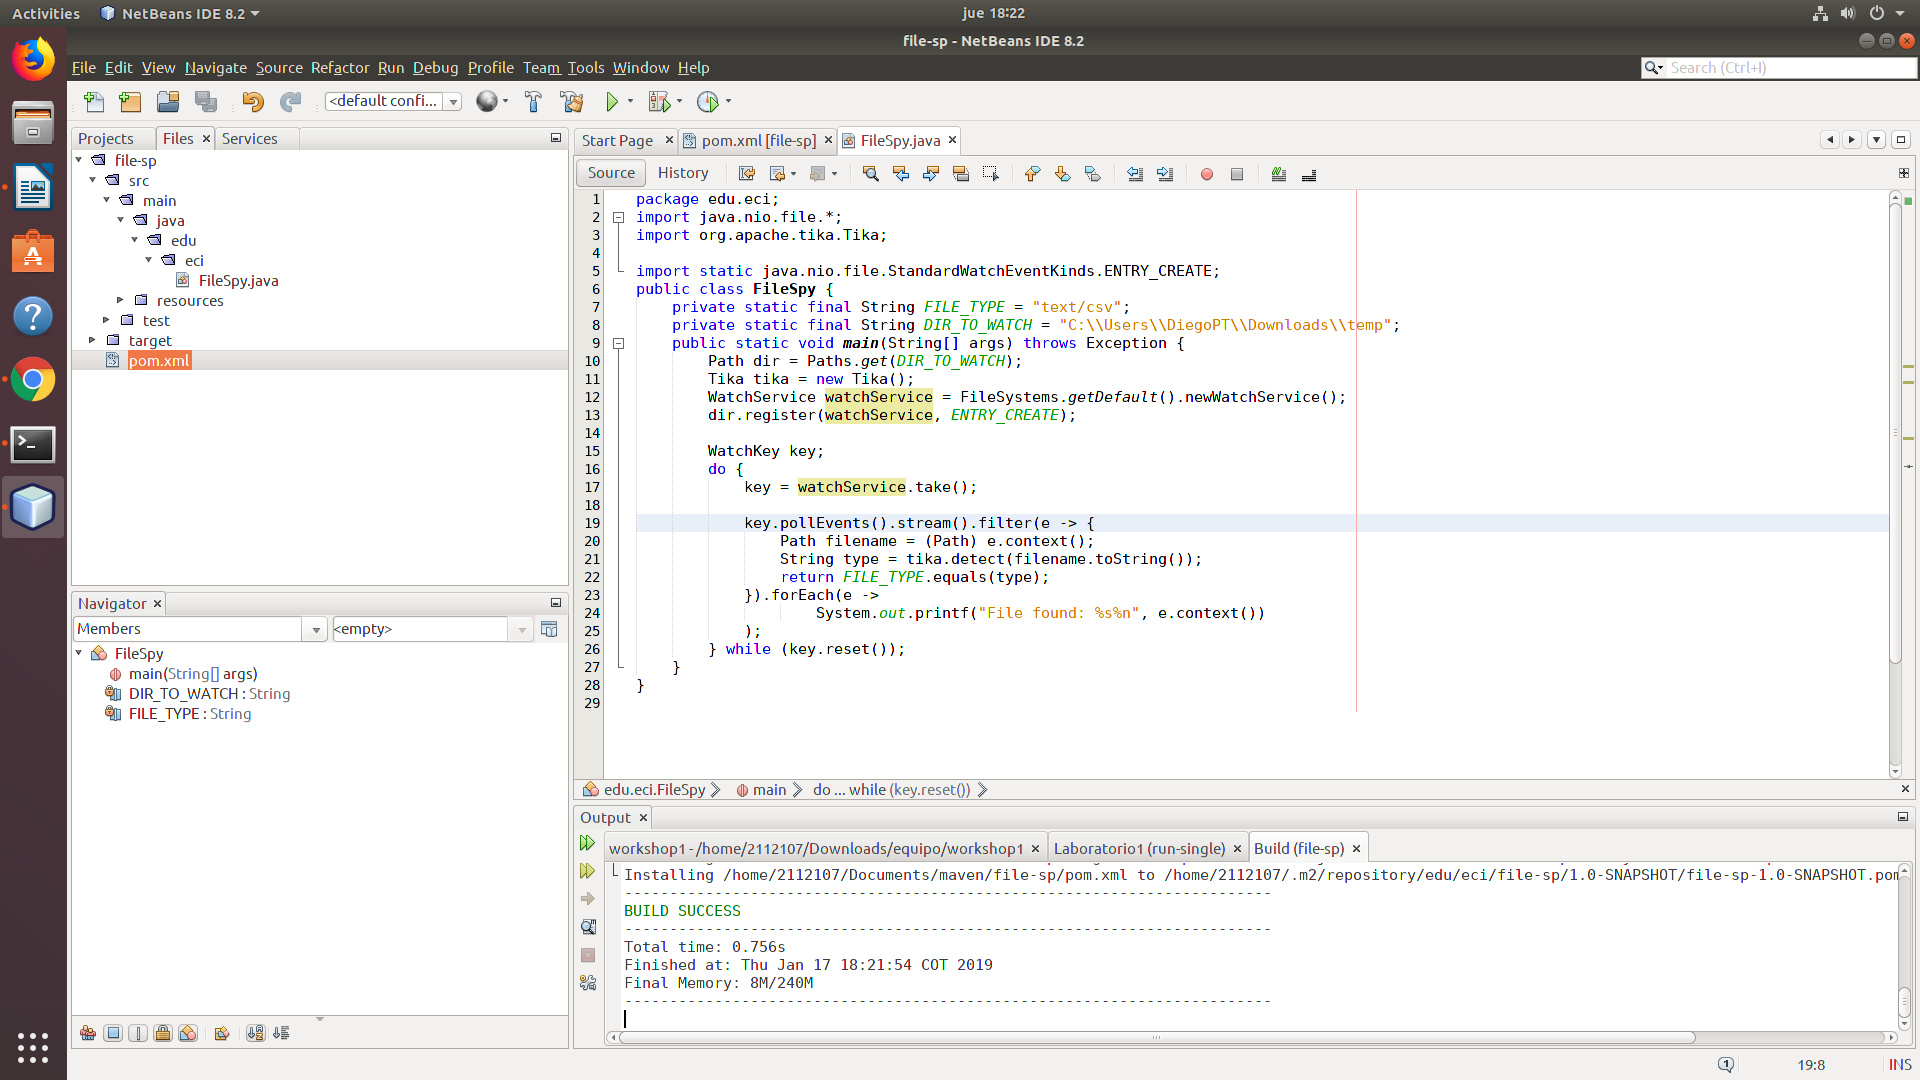 Activities
NetBeans IDE 8.2
jue 18:22
file-sp - NetBeans IDE 8.2
File Edit View Navigate Source Refactor Run Debug Profile Team Tools Window Help
Search (Ctrl+I)
<default confi...
Projects
Files
Services
file-sp
src
main
java
edu
eci
FileSpy.java
resources
test
target
pom.xml
Navigator
Members
<empty>
FileSpy
main(String[] args)
DIR_TO_WATCH : String
FILE_TYPE : String
Start Page
pom.xml [file-sp]
FileSpy.java
Source
History
1 package edu.eci;
2 import java.nio.file.*;
3 import org.apache.tika.Tika;
4
5 import static java.nio.file.StandardWatchEventKinds.ENTRY_CREATE;
6 public class FileSpy {
7 private static final String FILE_TYPE = "text/csv";
8 private static final String DIR_TO_WATCH = "C:\\Users\\DiegoPT\\Downloads\\temp";
9 public static void main(String[] args) throws Exception {
10 Path dir = Paths.get(DIR_TO_WATCH);
11 Tika tika = new Tika();
12 WatchService watchService = FileSystems.getDefault().newWatchService();
13 dir.register(watchService, ENTRY_CREATE);
14
15 WatchKey key;
16 do {
17 key = watchService.take();
18
19 key.pollEvents().stream().filter(e -> {
20 Path filename = (Path) e.context();
21 String type = tika.detect(filename.toString());
22 return FILE_TYPE.equals(type);
23 }).forEach(e ->
24 System.out.printf("File found: %s%n", e.context())
25 );
26 } while (key.reset());
27 }
28 }
29
edu.eci.FileSpy
main
do ... while (key.reset())
Output
workshop1 - /home/2112107/Downloads/equipo/workshop1
Laboratorio1 (run-single)
Build (file-sp)
Installing /home/2112107/Documents/maven/file-sp/pom.xml to /home/2112107/.m2/repository/edu/eci/file-sp/1.0-SNAPSHOT/file-sp-1.0-SNAPSHOT.pom
------------------------------------------------------------------------
BUILD SUCCESS
------------------------------------------------------------------------
Total time: 0.756s
Finished at: Thu Jan 17 18:21:54 COT 2019
Final Memory: 8M/240M
------------------------------------------------------------------------
1
19:8
INS